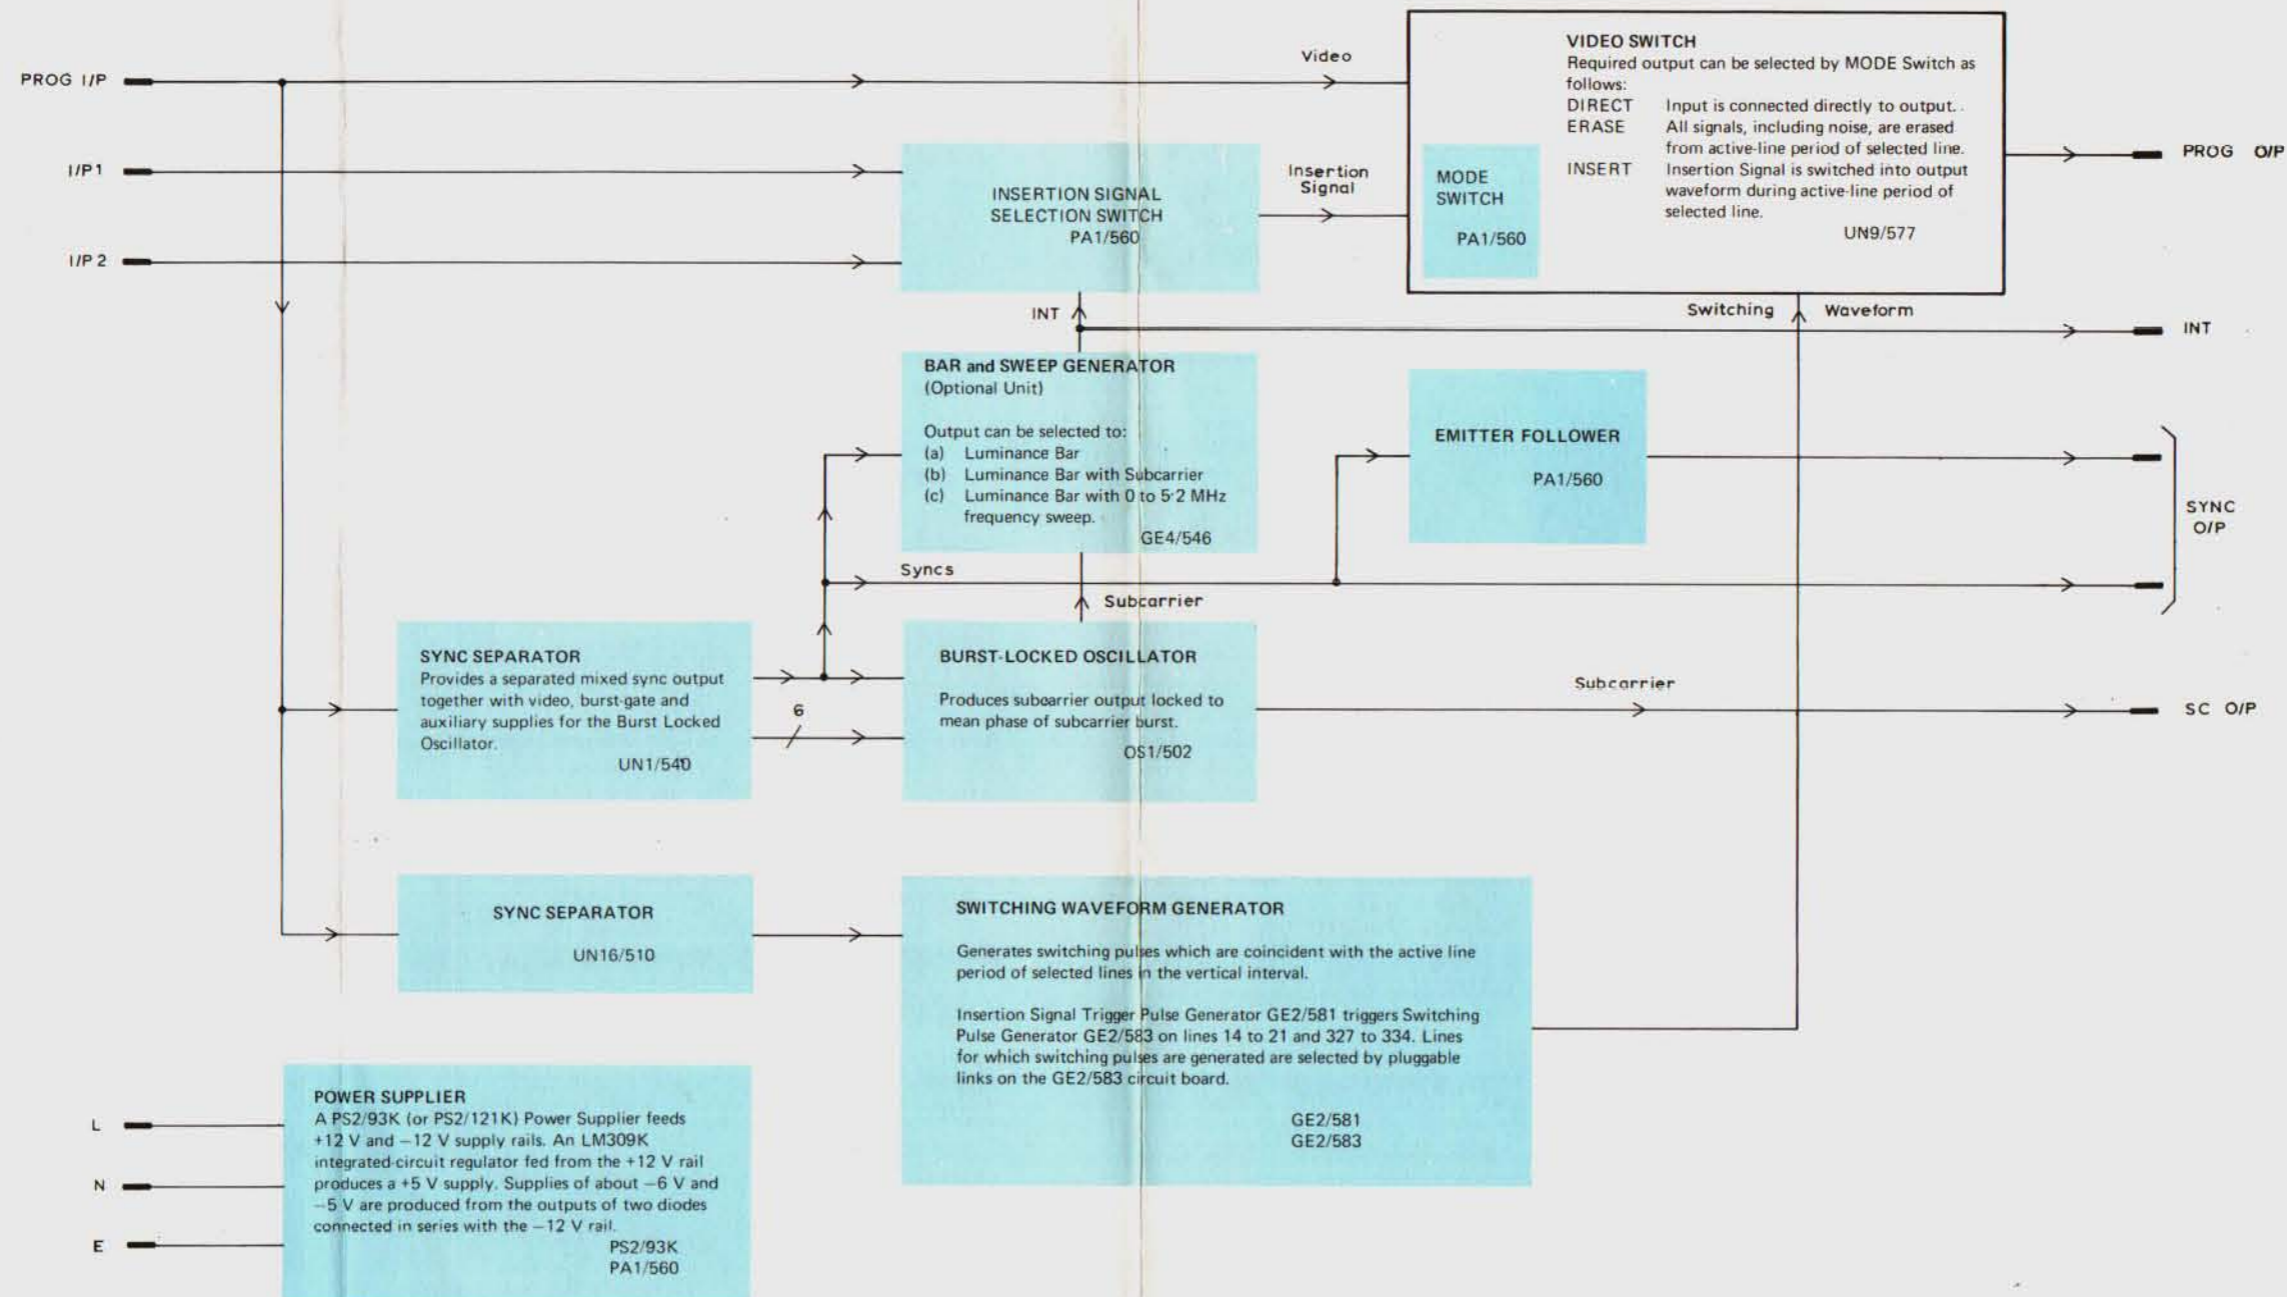 PROG I/P
I/P1
I/P2
Video
INSERTION SIGNAL
SELECTION SWITCH
PA1/560
Insertion
Signal
MODE
SWITCH
PA1/560
VIDEO SWITCH
Required output can be selected by MODE Switch as
follows:
DIRECT Input is connected directly to output.
ERASE All signals, including noise, are erased
from active-line period of selected line.
INSERT Insertion Signal is switched into output
waveform during active-line period of
selected line.
UN9/577
PROG O/P
INT
Switching Waveform
INT
BAR and SWEEP GENERATOR
(Optional Unit)
Output can be selected to:
(a) Luminance Bar
(b) Luminance Bar with Subcarrier
(c) Luminance Bar with 0 to 5·2 MHz
frequency sweep.
GE4/546
EMITTER FOLLOWER
PA1/560
SYNC
O/P
Syncs
Subcarrier
SYNC SEPARATOR
Provides a separated mixed sync output
together with video, burst-gate and
auxiliary supplies for the Burst Locked
Oscillator.
UN1/540
6
BURST-LOCKED OSCILLATOR
Produces subcarrier output locked to
mean phase of subcarrier burst.
OS1/502
Subcarrier
SC O/P
SYNC SEPARATOR
UN16/510
SWITCHING WAVEFORM GENERATOR
Generates switching pulses which are coincident with the active line
period of selected lines in the vertical interval.
Insertion Signal Trigger Pulse Generator GE2/581 triggers Switching
Pulse Generator GE2/583 on lines 14 to 21 and 327 to 334. Lines
for which switching pulses are generated are selected by pluggable
links on the GE2/583 circuit board.
GE2/581
GE2/583
L
N
E
POWER SUPPLIER
A PS2/93K (or PS2/121K) Power Supplier feeds
+12 V and −12 V supply rails. An LM309K
integrated-circuit regulator fed from the +12 V rail
produces a +5 V supply. Supplies of about −6 V and
−5 V are produced from the outputs of two diodes
connected in series with the −12 V rail.
PS2/93K
PA1/560